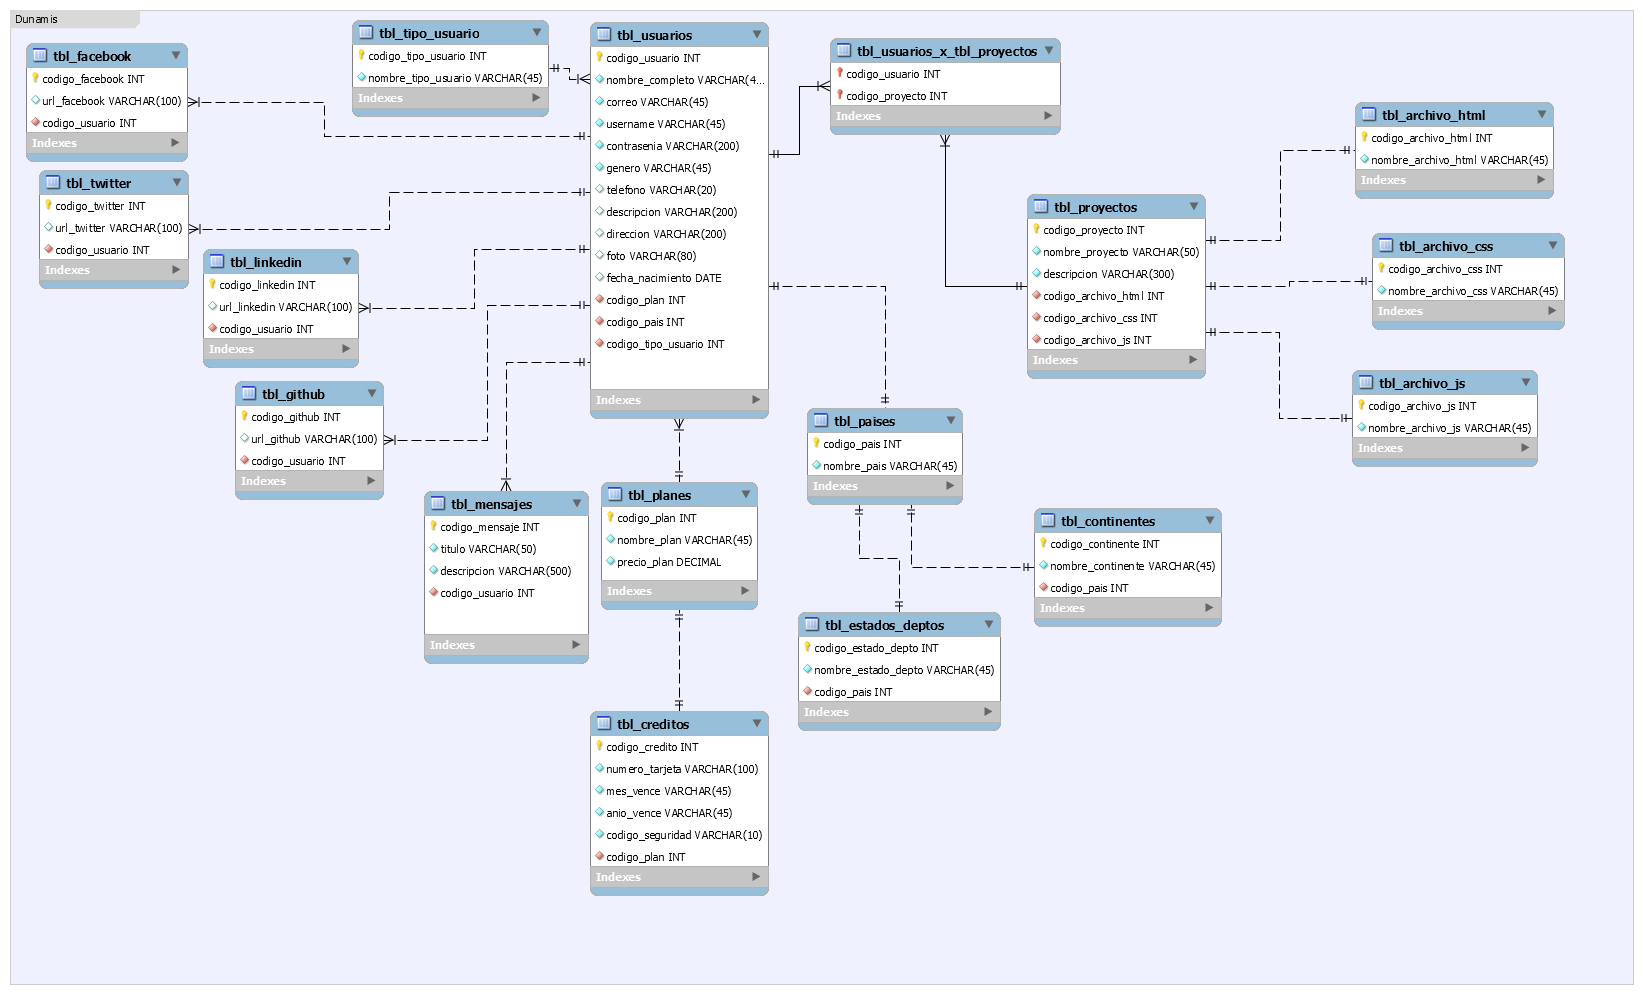 Dunamis
tbl_facebook
codigo_facebook INT
url_facebook VARCHAR(100)
codigo_usuario INT
Indexes
tbl_twitter
codigo_twitter INT
url_twitter VARCHAR(100)
codigo_usuario INT
Indexes
tbl_linkedin
codigo_linkedin INT
url_linkedin VARCHAR(100)
codigo_usuario INT
Indexes
tbl_github
codigo_github INT
url_github VARCHAR(100)
codigo_usuario INT
Indexes
tbl_tipo_usuario
codigo_tipo_usuario INT
nombre_tipo_usuario VARCHAR(45)
Indexes
tbl_mensajes
codigo_mensaje INT
titulo VARCHAR(50)
descripcion VARCHAR(500)
codigo_usuario INT
Indexes
tbl_usuarios
codigo_usuario INT
nombre_completo VARCHAR(4...
correo VARCHAR(45)
username VARCHAR(45)
contrasenia VARCHAR(200)
genero VARCHAR(45)
telefono VARCHAR(20)
descripcion VARCHAR(200)
direccion VARCHAR(200)
foto VARCHAR(80)
fecha_nacimiento DATE
codigo_plan INT
codigo_pais INT
codigo_tipo_usuario INT
Indexes
tbl_planes
codigo_plan INT
nombre_plan VARCHAR(45)
precio_plan DECIMAL
Indexes
tbl_creditos
codigo_credito INT
numero_tarjeta VARCHAR(100)
mes_vence VARCHAR(45)
anio_vence VARCHAR(45)
codigo_seguridad VARCHAR(10)
codigo_plan INT
Indexes
tbl_usuarios_x_tbl_proyectos
codigo_usuario INT
codigo_proyecto INT
Indexes
tbl_paises
codigo_pais INT
nombre_pais VARCHAR(45)
Indexes
tbl_estados_deptos
codigo_estado_depto INT
nombre_estado_depto VARCHAR(45)
codigo_pais INT
Indexes
tbl_proyectos
codigo_proyecto INT
nombre_proyecto VARCHAR(50)
descripcion VARCHAR(300)
codigo_archivo_html INT
codigo_archivo_css INT
codigo_archivo_js INT
Indexes
tbl_continentes
codigo_continente INT
nombre_continente VARCHAR(45)
codigo_pais INT
Indexes
tbl_archivo_html
codigo_archivo_html INT
nombre_archivo_html VARCHAR(45)
Indexes
tbl_archivo_css
codigo_archivo_css INT
nombre_archivo_css VARCHAR(45)
Indexes
tbl_archivo_js
codigo_archivo_js INT
nombre_archivo_js VARCHAR(45)
Indexes